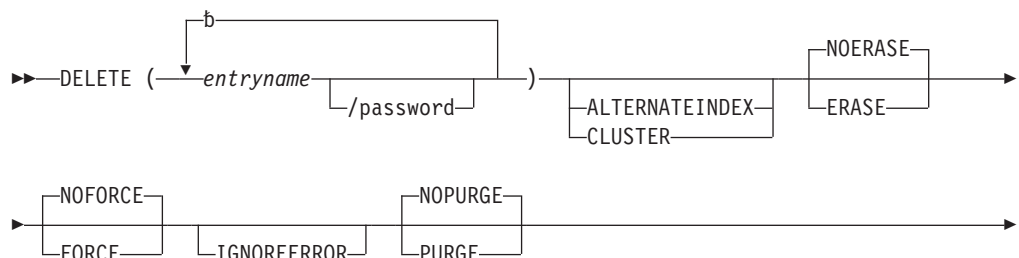 ƀ
NOERASE
DELETE ( entryname )
/password
ALTERNATEINDEX
ERASE
CLUSTER
NOFORCE
NOPURGE
FORCE
IGNOREERROR
PURGE